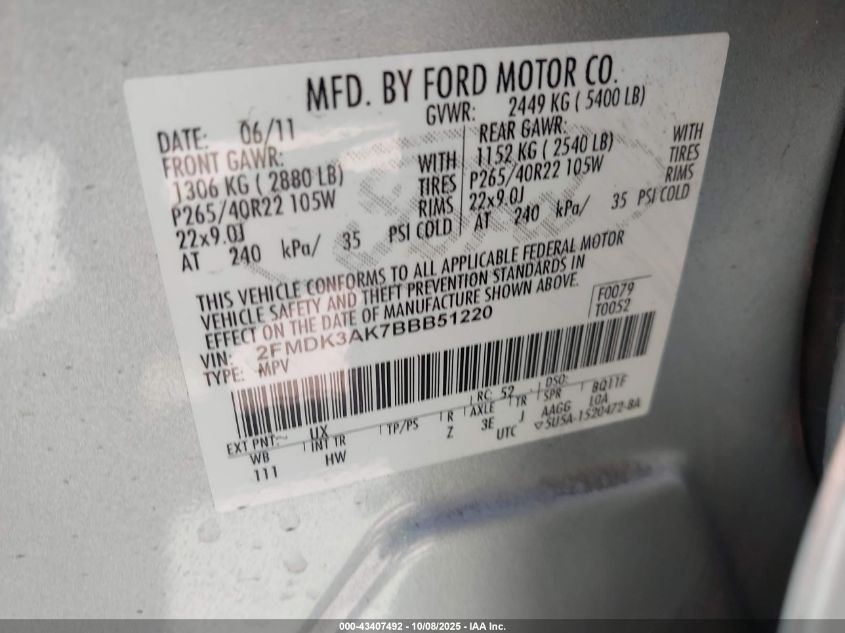 MFD. BY FORD MOTOR CO.
DATE: 06/11 GVWR: 2449 KG ( 5400 LB)
FRONT GAWR: REAR GAWR:
1306 KG ( 2880 LB) WITH 1152 KG ( 2540 LB) WITH
P265/40R22 105W TIRES P265/40R22 105W TIRES
22x9.0J RIMS 22x9.0J RIMS
AT 240 kPa/ 35 PSI COLD AT 240 kPa/ 35 PSI COLD
THIS VEHICLE CONFORMS TO ALL APPLICABLE FEDERAL MOTOR
VEHICLE SAFETY AND THEFT PREVENTION STANDARDS IN
EFFECT ON THE DATE OF MANUFACTURE SHOWN ABOVE.
F0079
T0052
VIN: 2FMDK3AK7BBB51220
TYPE: MPV
EXT PNT: UX RC: 52 DSO:
WB INT TR TP/PS R AXLE TR SPR BQ11F
111 HW Z 3E J AAGG LOA
UTC ▽5U5A-1520472-BA
000-43407492 - 10/08/2025 - IAA Inc.